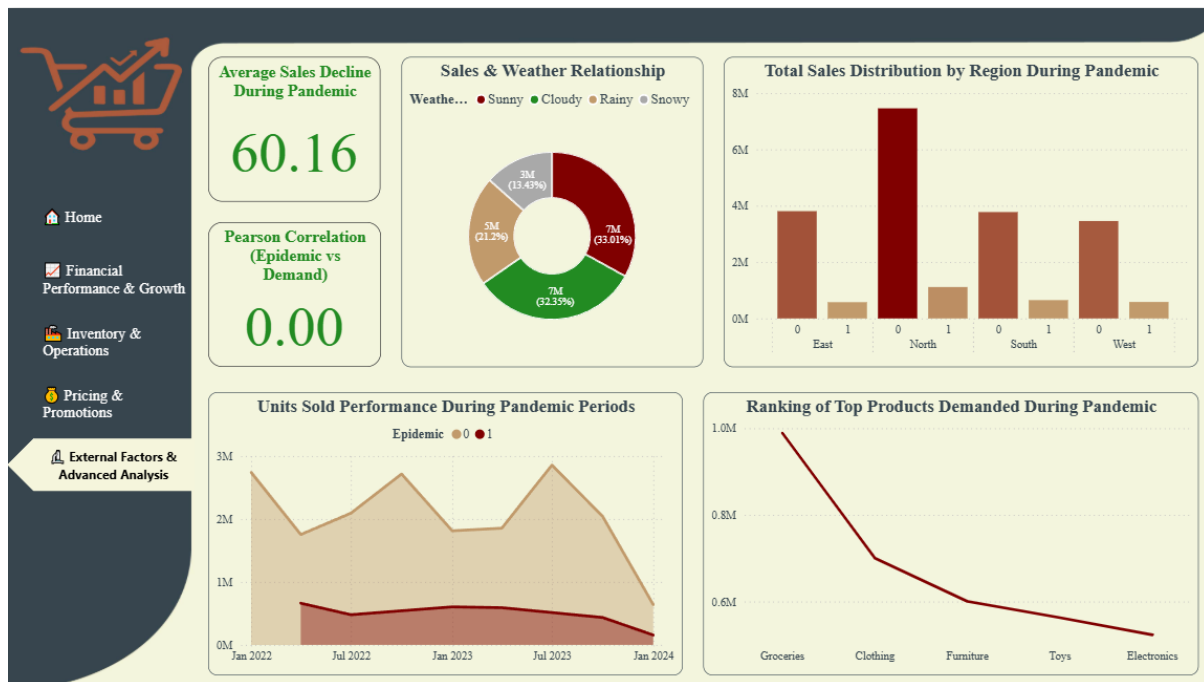 Home
Financial
Performance & Growth
Inventory &
Operations
Pricing &
Promotions
External Factors &
Advanced Analysis
Average Sales Decline
During Pandemic
60.16
Pearson Correlation
(Epidemic vs
Demand)
0.00
Sales & Weather Relationship
Weathe... Sunny Cloudy Rainy Snowy
3M
(13.43%)
7M
(33.01%)
5M
(21.2%)
7M
(32.35%)
Total Sales Distribution by Region During Pandemic
8M
6M
4M
2M
0M
0 1 0 1 0 1 0 1
East North South West
Units Sold Performance During Pandemic Periods
Epidemic 0 1
3M
2M
1M
0M
Jan 2022 Jul 2022 Jan 2023 Jul 2023 Jan 2024
Ranking of Top Products Demanded During Pandemic
1.0M
0.8M
0.6M
Groceries Clothing Furniture Toys Electronics